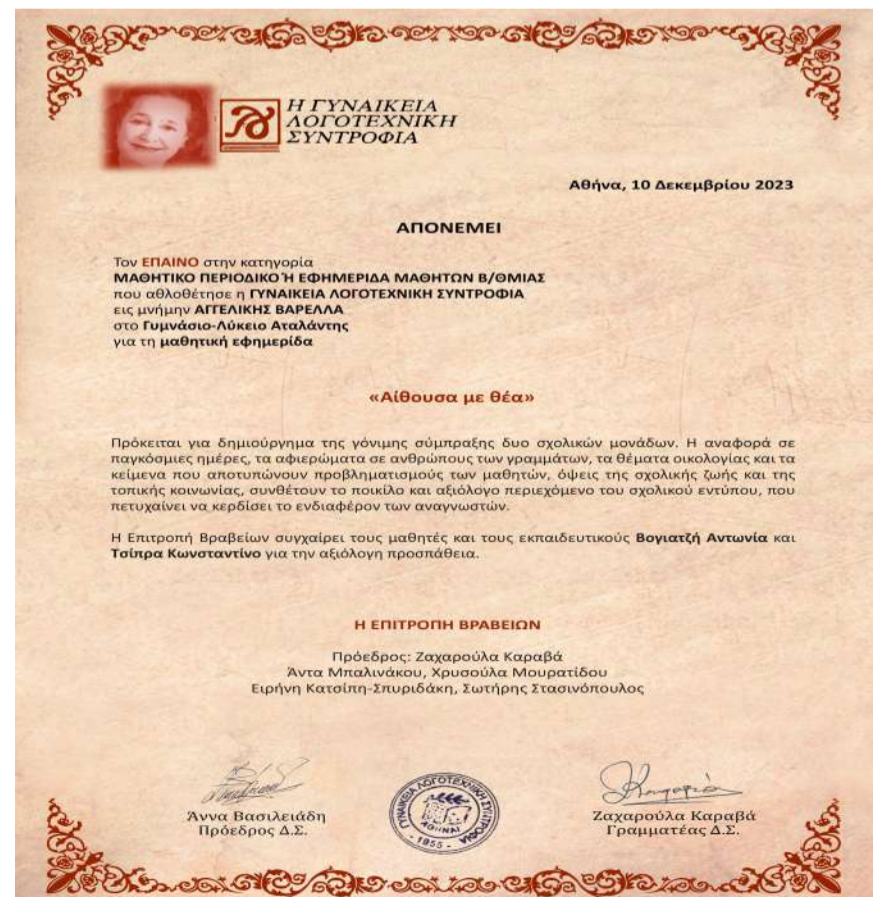 Η ΓΥΝΑΙΚΕΙΑ
ΛΟΓΟΤΕΧΝΙΚΗ
ΣΥΝΤΡΟΦΙΑ
Αθήνα, 10 Δεκεμβρίου 2023
ΑΠΟΝΕΜΕΙ
Τον ΕΠΑΙΝΟ στην κατηγορία
ΜΑΘΗΤΙΚΟ ΠΕΡΙΟΔΙΚΟ Ή ΕΦΗΜΕΡΙΔΑ ΜΑΘΗΤΩΝ Β/ΘΜΙΑΣ
που αθλοθέτησε η ΓΥΝΑΙΚΕΙΑ ΛΟΓΟΤΕΧΝΙΚΗ ΣΥΝΤΡΟΦΙΑ
εις μνήμην ΑΓΓΕΛΙΚΗΣ ΒΑΡΕΛΛΑ
στο Γυμνάσιο-Λύκειο Αταλάντης
για τη μαθητική εφημερίδα
«Αίθουσα με θέα»
Πρόκειται για δημιούργημα της γόνιμης σύμπραξης δυο σχολικών μονάδων. Η αναφορά σε
παγκόσμιες ημέρες, τα αφιερώματα σε ανθρώπους των γραμμάτων, τα θέματα οικολογίας και τα
κείμενα που αποτυπώνουν προβληματισμούς των μαθητών, όψεις της σχολικής ζωής και της
τοπικής κοινωνίας, συνθέτουν το ποικίλο και αξιόλογο περιεχόμενο του σχολικού εντύπου, που
πετυχαίνει να κερδίσει το ενδιαφέρον των αναγνωστών.
Η Επιτροπή Βραβείων συγχαίρει τους μαθητές και τους εκπαιδευτικούς Βογιατζή Αντωνία και
Τσίπρα Κωνσταντίνο για την αξιόλογη προσπάθεια.
Η ΕΠΙΤΡΟΠΗ ΒΡΑΒΕΙΩΝ
Πρόεδρος: Ζαχαρούλα Καραβά
Άντα Μπαλινάκου, Χρυσούλα Μουρατίδου
Ειρήνη Κατσίπη-Σπυριδάκη, Σωτήρης Στασινόπουλος
ΓΥΝΑΙΚΕΙΑ ΛΟΓΟΤΕΧΝΙΚΗ ΣΥΝΤΡΟΦΙΑ
ΑΘΗΝΑΙ
- 1955 -
Άννα Βασιλειάδη
Πρόεδρος Δ.Σ.
Ζαχαρούλα Καραβά
Γραμματέας Δ.Σ.